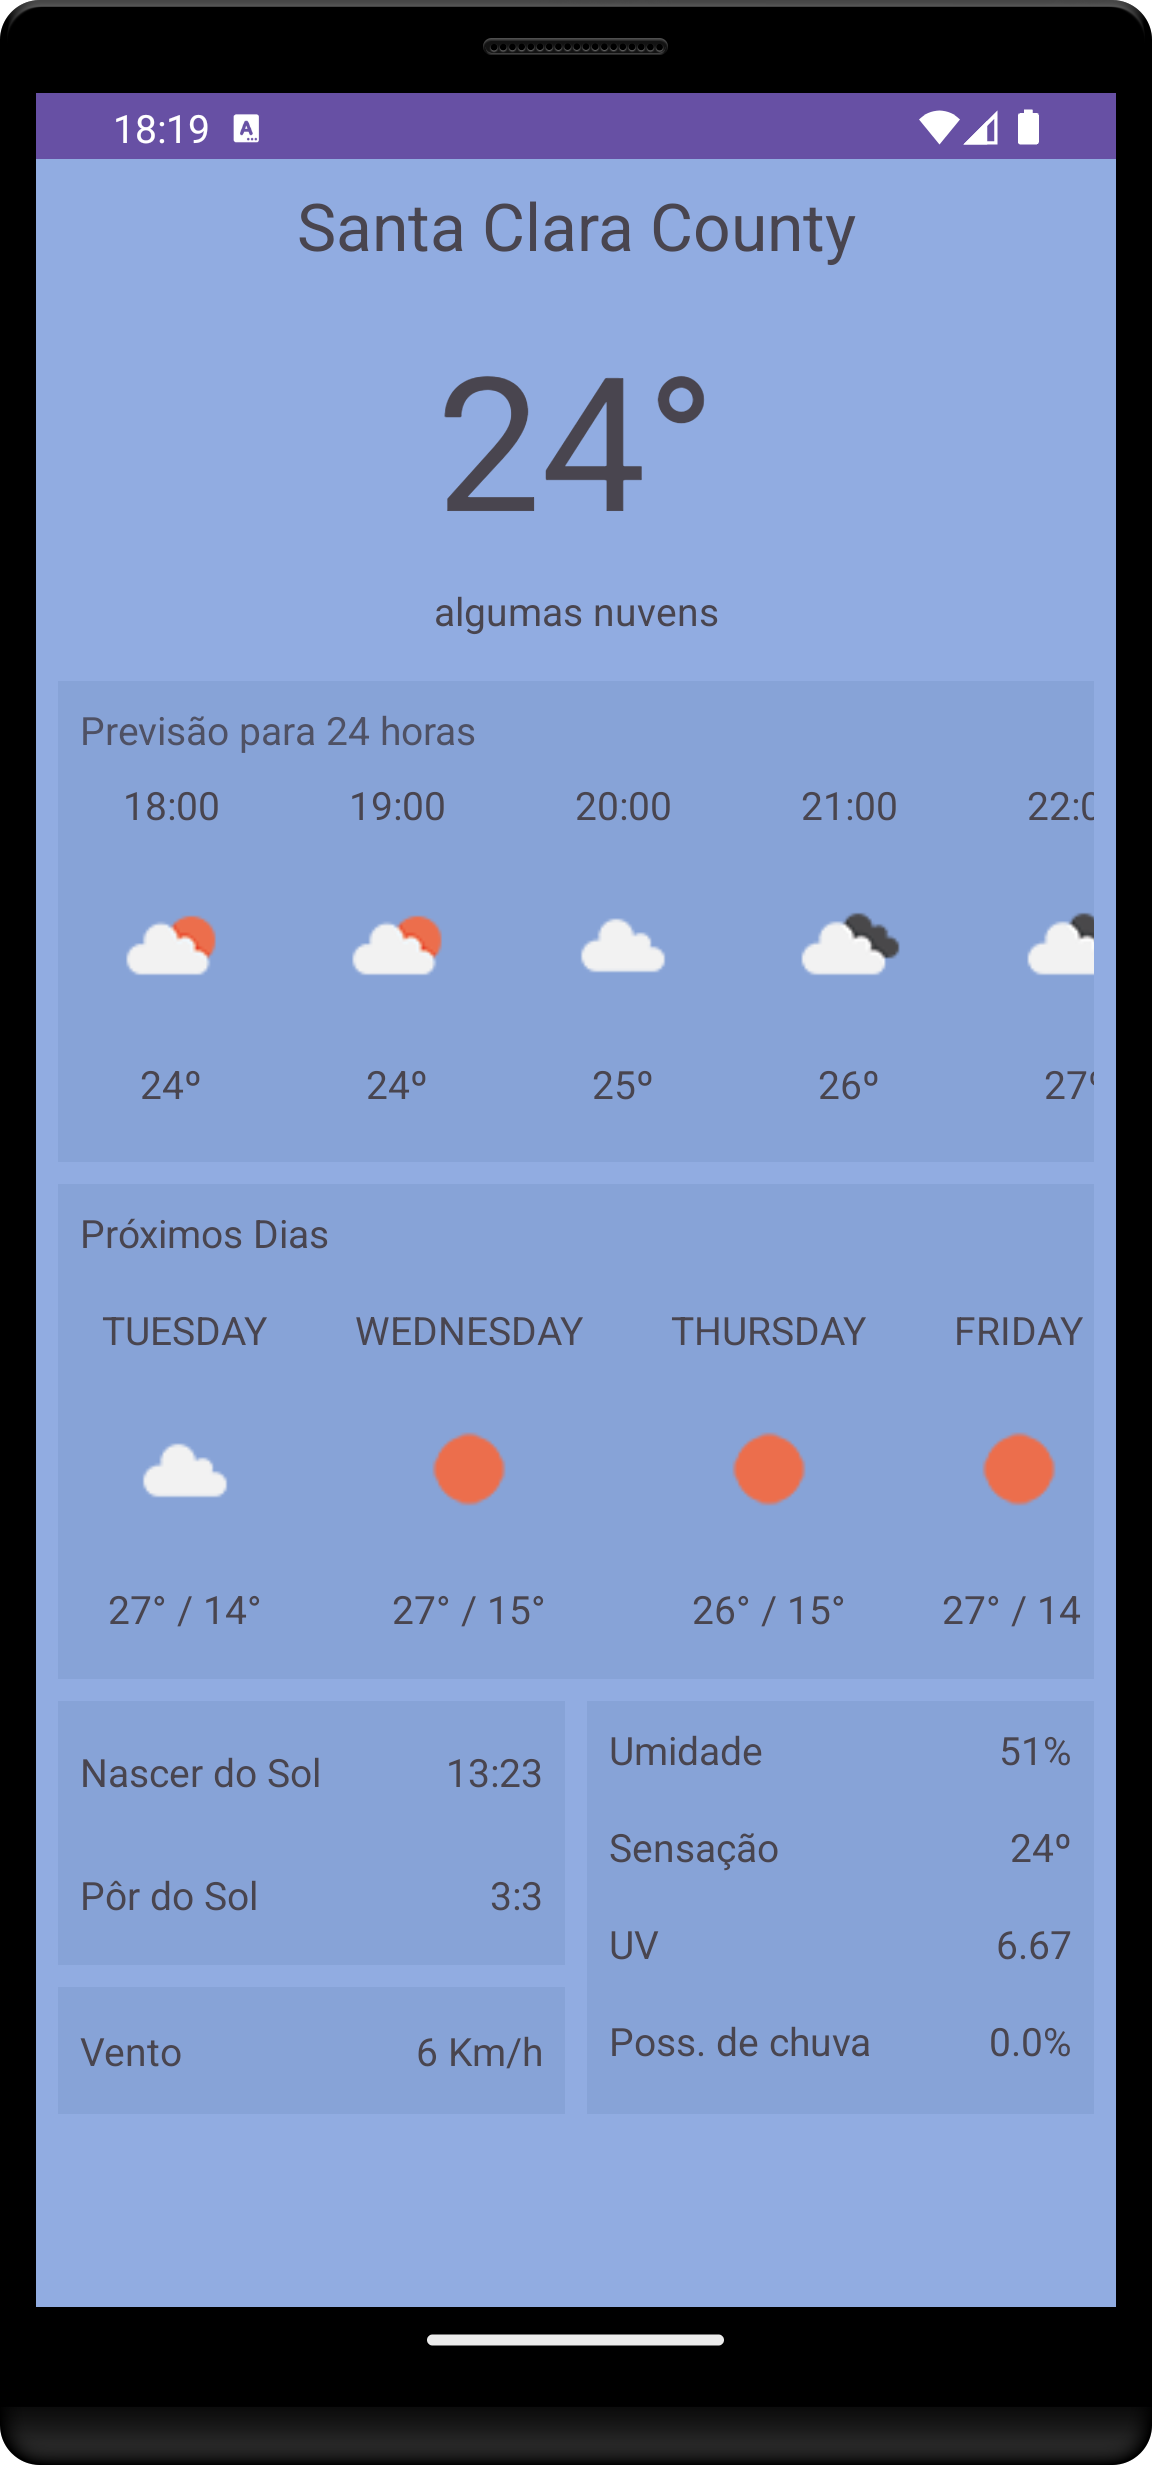 18:19
Santa Clara County
24°
algumas nuvens
Previsão para 24 horas
18:00 19:00 20:00 21:00 22:0
24º 24º 25º 26º 27º
Próximos Dias
TUESDAY WEDNESDAY THURSDAY FRIDAY
27° / 14° 27° / 15° 26° / 15° 27° / 14
Nascer do Sol 13:23
Pôr do Sol 3:3
Vento 6 Km/h
Umidade 51%
Sensação 24º
UV 6.67
Poss. de chuva 0.0%